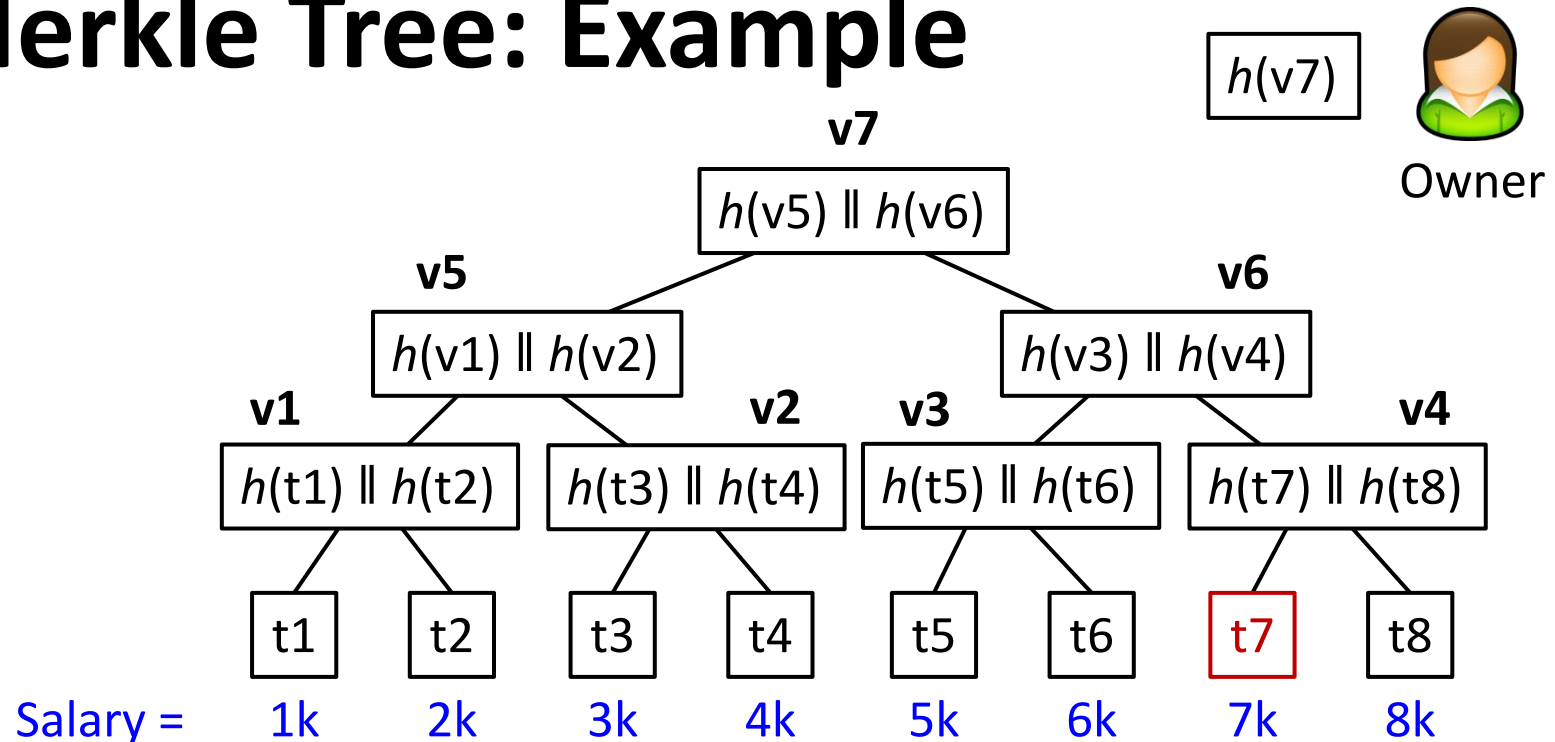 erkle Tree: Example
h(v7)
Owner
v7
h(v5) ‖ h(v6)
v5 v6
h(v1) ‖ h(v2) h(v3) ‖ h(v4)
v1 v2 v3 v4
h(t1) ‖ h(t2) h(t3) ‖ h(t4) h(t5) ‖ h(t6) h(t7) ‖ h(t8)
t1 t2 t3 t4 t5 t6 t7 t8
Salary = 1k 2k 3k 4k 5k 6k 7k 8k